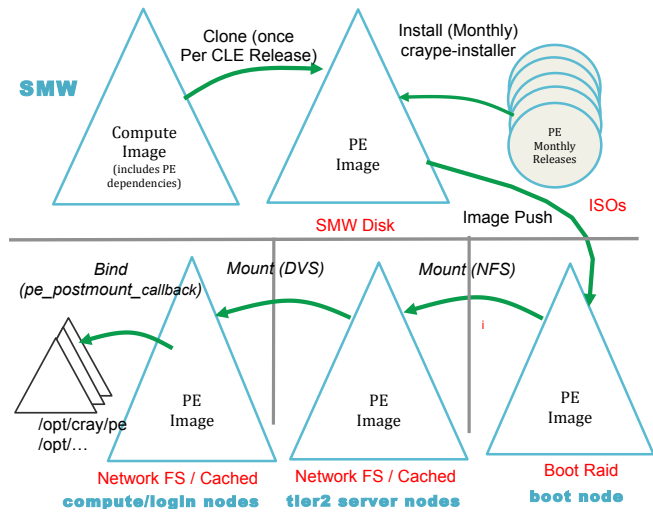 Clone (once
Per CLE Release)
Install (Monthly)
craype-installer
SMW
Compute
Image
(includes PE
dependencies)
PE
Image
PE
Monthly
Releases
ISOs
Image Push
SMW Disk
Bind
(pe_postmount_callback)
Mount (DVS)
Mount (NFS)
i
/opt/cray/pe
/opt/…
PE
Image
PE
Image
PE
Image
Network FS / Cached
Network FS / Cached
Boot Raid
compute/login nodes
tier2 server nodes
boot node